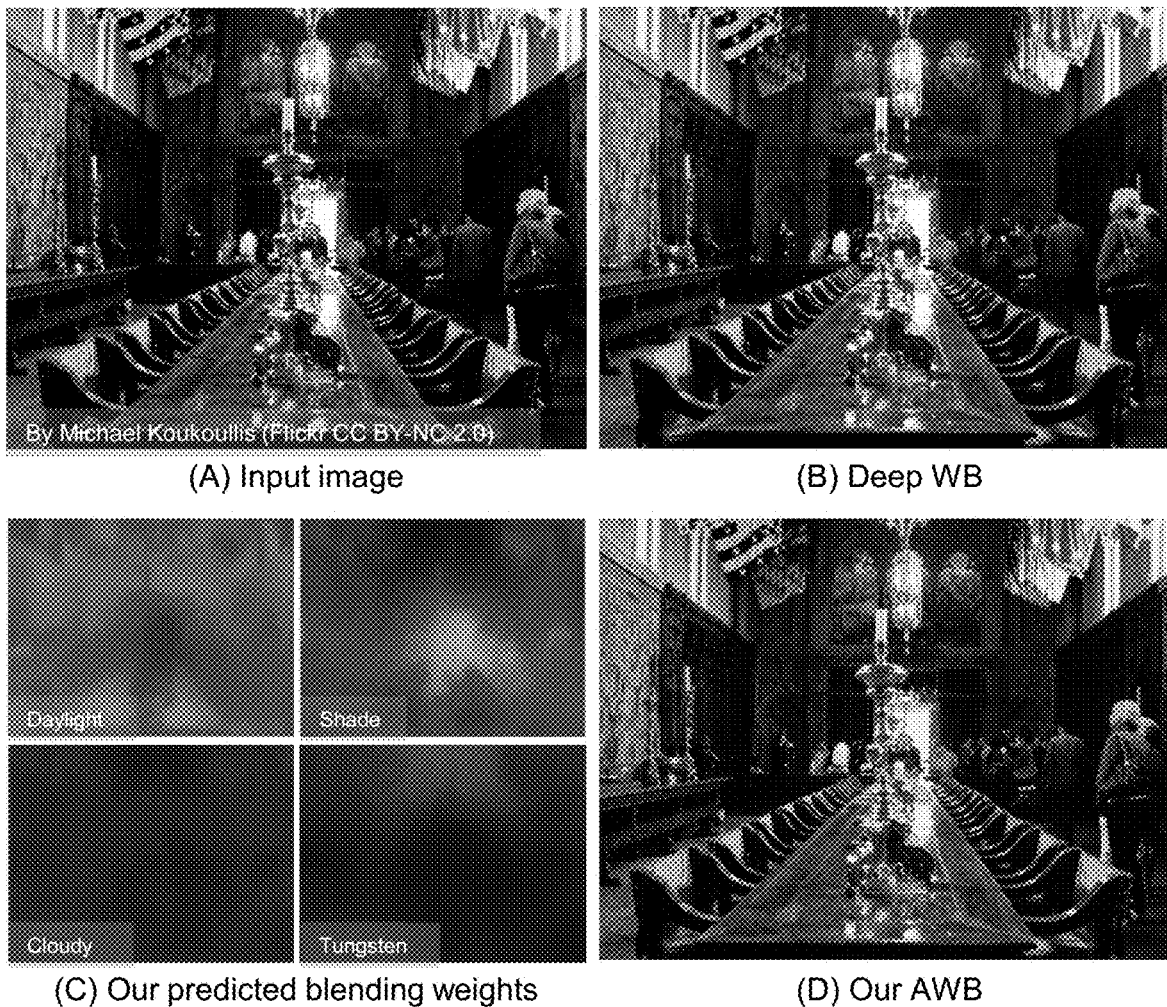 By Michael Koukoullis (Flickr CC BY-NC 2.0)
(A) Input image
(B) Deep WB
Daylight
Shade
Cloudy
Tungsten
(C) Our predicted blending weights
(D) Our AWB